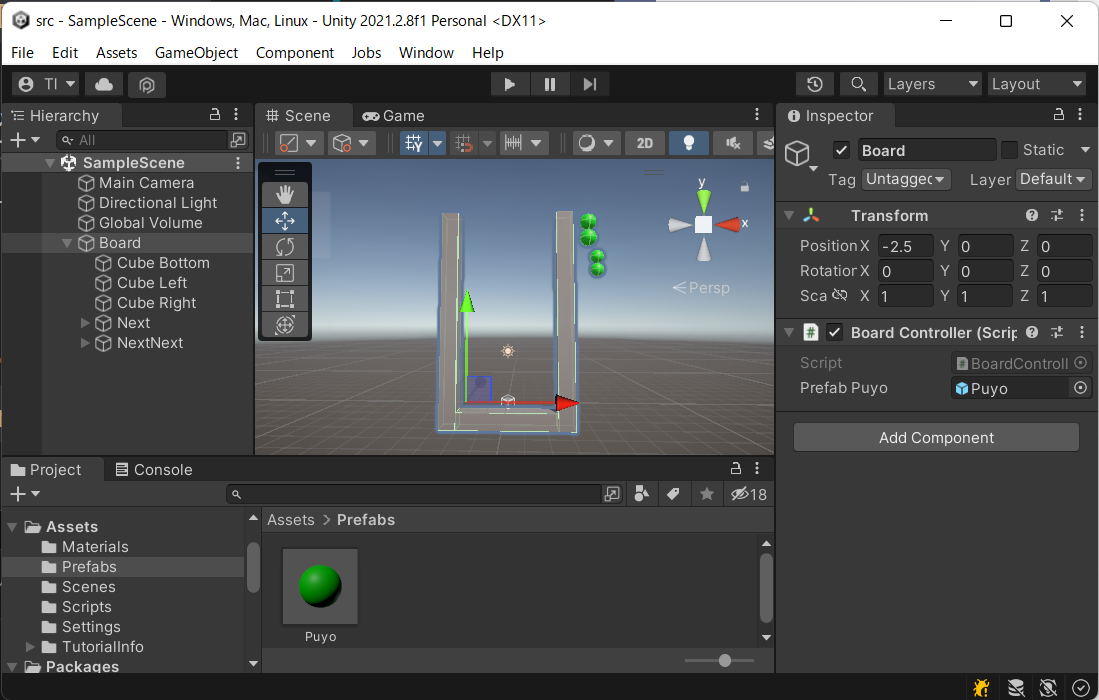 src - SampleScene - Windows, Mac, Linux - Unity 2021.2.8f1 Personal <DX11>
File Edit Assets GameObject Component Jobs Window Help
TI Layers Layout
Hierarchy
All
SampleScene
Main Camera
Directional Light
Global Volume
Board
Cube Bottom
Cube Left
Cube Right
Next
NextNext
Scene Game
2D
y
x
Persp
Inspector
Board Static
Tag Untagged Layer Default
Transform
Position X -2.5 Y 0 Z 0
Rotation X 0 Y 0 Z 0
Sca X 1 Y 1 Z 1
Board Controller (Scrip
Script BoardControll
Prefab Puyo Puyo
Add Component
Project Console
18
Assets
Materials
Prefabs
Scenes
Scripts
Settings
TutorialInfo
Packages
Assets > Prefabs
Puyo